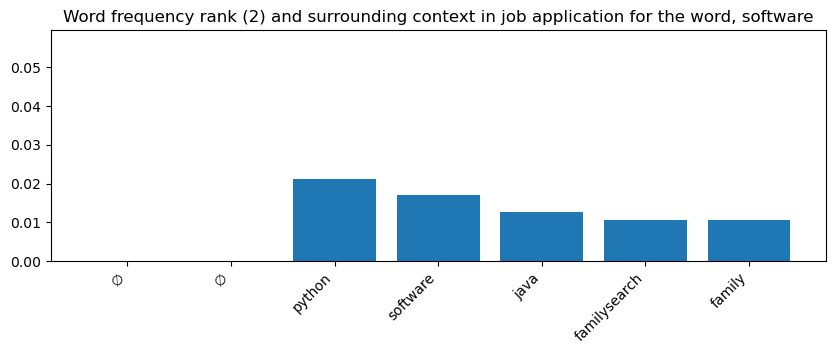 Word frequency rank (2) and surrounding context in job application for the word, software
0.05
0.04
0.03
0.02
0.01
0.00
∅
∅
python
software
java
familysearch
family